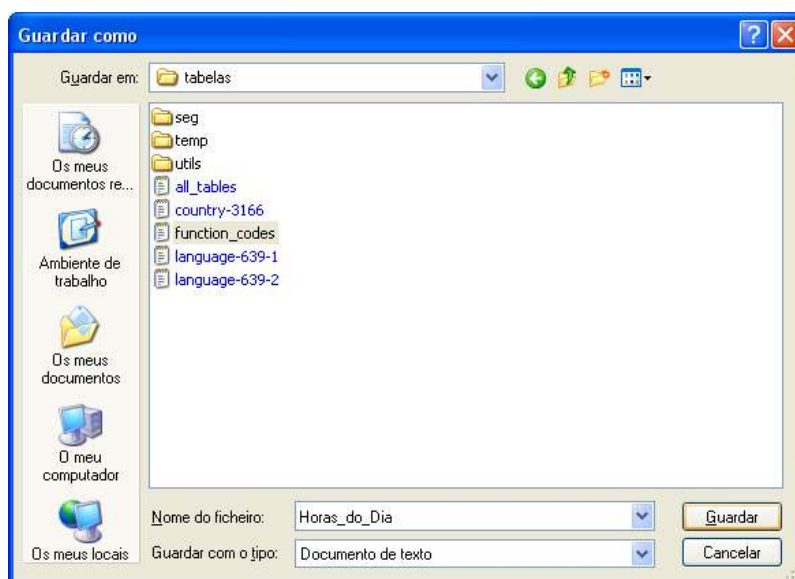 Guardar como
Guardar em:
tabelas
Os meus
documentos re...
Ambiente de
trabalho
Os meus
documentos
O meu
computador
Os meus locais
seg
temp
utils
all_tables
country-3166
function_codes
language-639-1
language-639-2
Nome do ficheiro:
Horas_do_Dia
Guardar
Guardar com o tipo:
Documento de texto
Cancelar